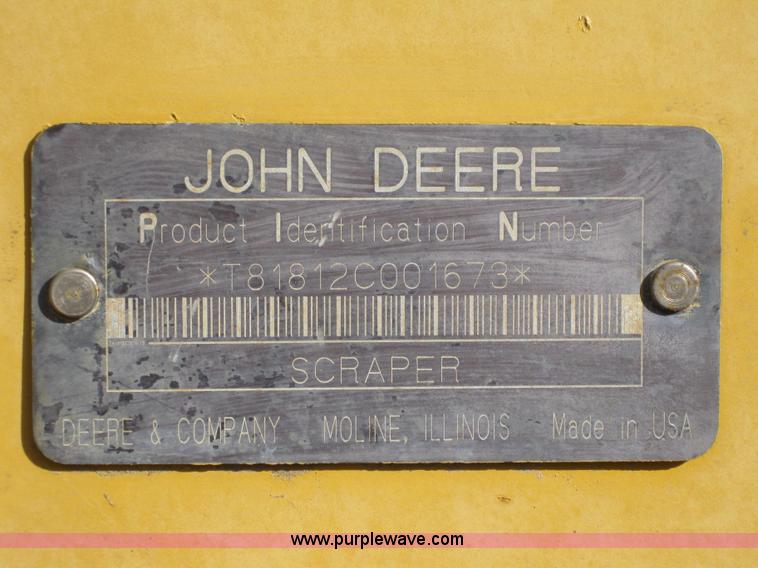 JOHN DEERE
Product Identification Number
*T81812C001673*
SCRAPER
DEERE & COMPANY MOLINE, ILLINOIS Made in USA
www.purplewave.com